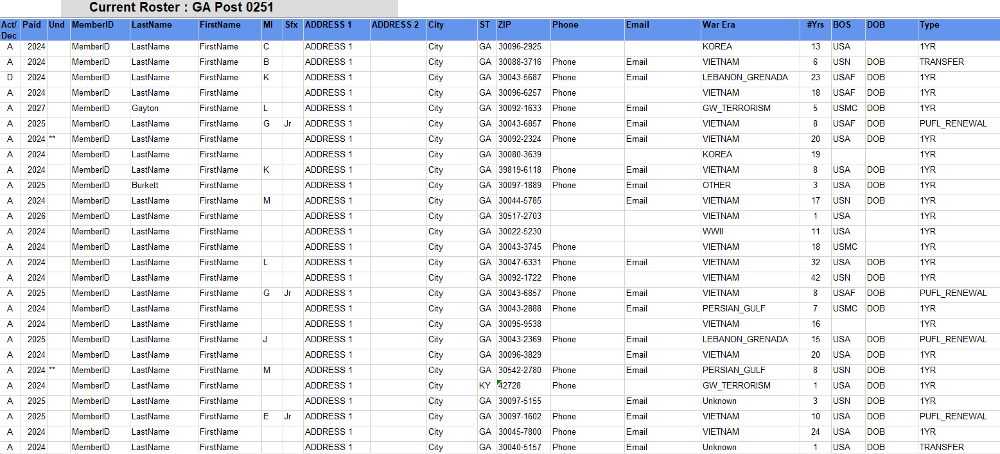 Current Roster : GA Post 0251
Act/ Paid Und MemberID LastName FirstName MI Sfx ADDRESS 1 ADDRESS 2 City ST ZIP Phone Email War Era #Yrs BOS DOB Type
Dec
A 2024 MemberID LastName FirstName C ADDRESS 1 City GA 30096-2925 KOREA 13 USA 1YR
A 2024 MemberID LastName FirstName B ADDRESS 1 City GA 30088-3716 Phone Email VIETNAM 6 USN DOB TRANSFER
D 2024 MemberID LastName FirstName K ADDRESS 1 City GA 30043-5687 Phone Email LEBANON_GRENADA 23 USAF DOB 1YR
A 2024 MemberID LastName FirstName ADDRESS 1 City GA 30096-6257 Phone VIETNAM 18 USAF DOB 1YR
A 2027 MemberID Gayton FirstName L ADDRESS 1 City GA 30092-1633 Phone Email GW_TERRORISM 5 USMC DOB 1YR
A 2025 MemberID LastName FirstName G Jr ADDRESS 1 City GA 30043-6857 Phone Email VIETNAM 8 USAF DOB PUFL_RENEWAL
A 2024 ** MemberID LastName FirstName ADDRESS 1 City GA 30092-2324 Phone Email VIETNAM 20 USA DOB 1YR
A 2024 MemberID LastName FirstName ADDRESS 1 City GA 30080-3639 KOREA 19 1YR
A 2024 MemberID LastName FirstName K ADDRESS 1 City GA 39819-6118 Phone Email VIETNAM 8 USA DOB 1YR
A 2025 MemberID Burkett FirstName ADDRESS 1 City GA 30097-1889 Phone Email OTHER 3 USA DOB 1YR
A 2024 MemberID LastName FirstName M ADDRESS 1 City GA 30044-5785 Email VIETNAM 17 USN DOB 1YR
A 2026 MemberID LastName FirstName ADDRESS 1 City GA 30517-2703 VIETNAM 1 USA 1YR
A 2024 MemberID LastName FirstName ADDRESS 1 City GA 30022-5230 WWII 11 USA 1YR
A 2024 MemberID LastName FirstName ADDRESS 1 City GA 30043-3745 Phone VIETNAM 18 USMC 1YR
A 2024 MemberID LastName FirstName L ADDRESS 1 City GA 30047-6331 Phone Email VIETNAM 32 USA DOB 1YR
A 2024 MemberID LastName FirstName ADDRESS 1 City GA 30092-1722 Phone VIETNAM 42 USN DOB 1YR
A 2025 MemberID LastName FirstName G Jr ADDRESS 1 City GA 30043-6857 Phone Email VIETNAM 8 USAF DOB PUFL_RENEWAL
A 2024 MemberID LastName FirstName ADDRESS 1 City GA 30043-2888 Phone Email PERSIAN_GULF 7 USMC DOB 1YR
A 2024 MemberID LastName FirstName ADDRESS 1 City GA 30095-9538 VIETNAM 16 1YR
A 2025 MemberID LastName FirstName J ADDRESS 1 City GA 30043-2369 Phone Email LEBANON_GRENADA 15 USA DOB PUFL_RENEWAL
A 2024 MemberID LastName FirstName ADDRESS 1 City GA 30096-3829 Email VIETNAM 20 USA DOB 1YR
A 2024 ** MemberID LastName FirstName M ADDRESS 1 City GA 30542-2780 Phone Email PERSIAN_GULF 8 USN DOB 1YR
A 2024 MemberID LastName FirstName ADDRESS 1 City KY 42728 Phone GW_TERRORISM 1 USA DOB 1YR
A 2025 MemberID LastName FirstName ADDRESS 1 City GA 30097-5155 Email Unknown 3 USN DOB 1YR
A 2025 MemberID LastName FirstName E Jr ADDRESS 1 City GA 30097-1602 Phone Email VIETNAM 10 USA DOB PUFL_RENEWAL
A 2024 MemberID LastName FirstName ADDRESS 1 City GA 30045-7800 Phone Email VIETNAM 24 USA DOB 1YR
A 2024 MemberID LastName FirstName ADDRESS 1 City GA 30040-5157 Phone Email Unknown 1 USA DOB TRANSFER